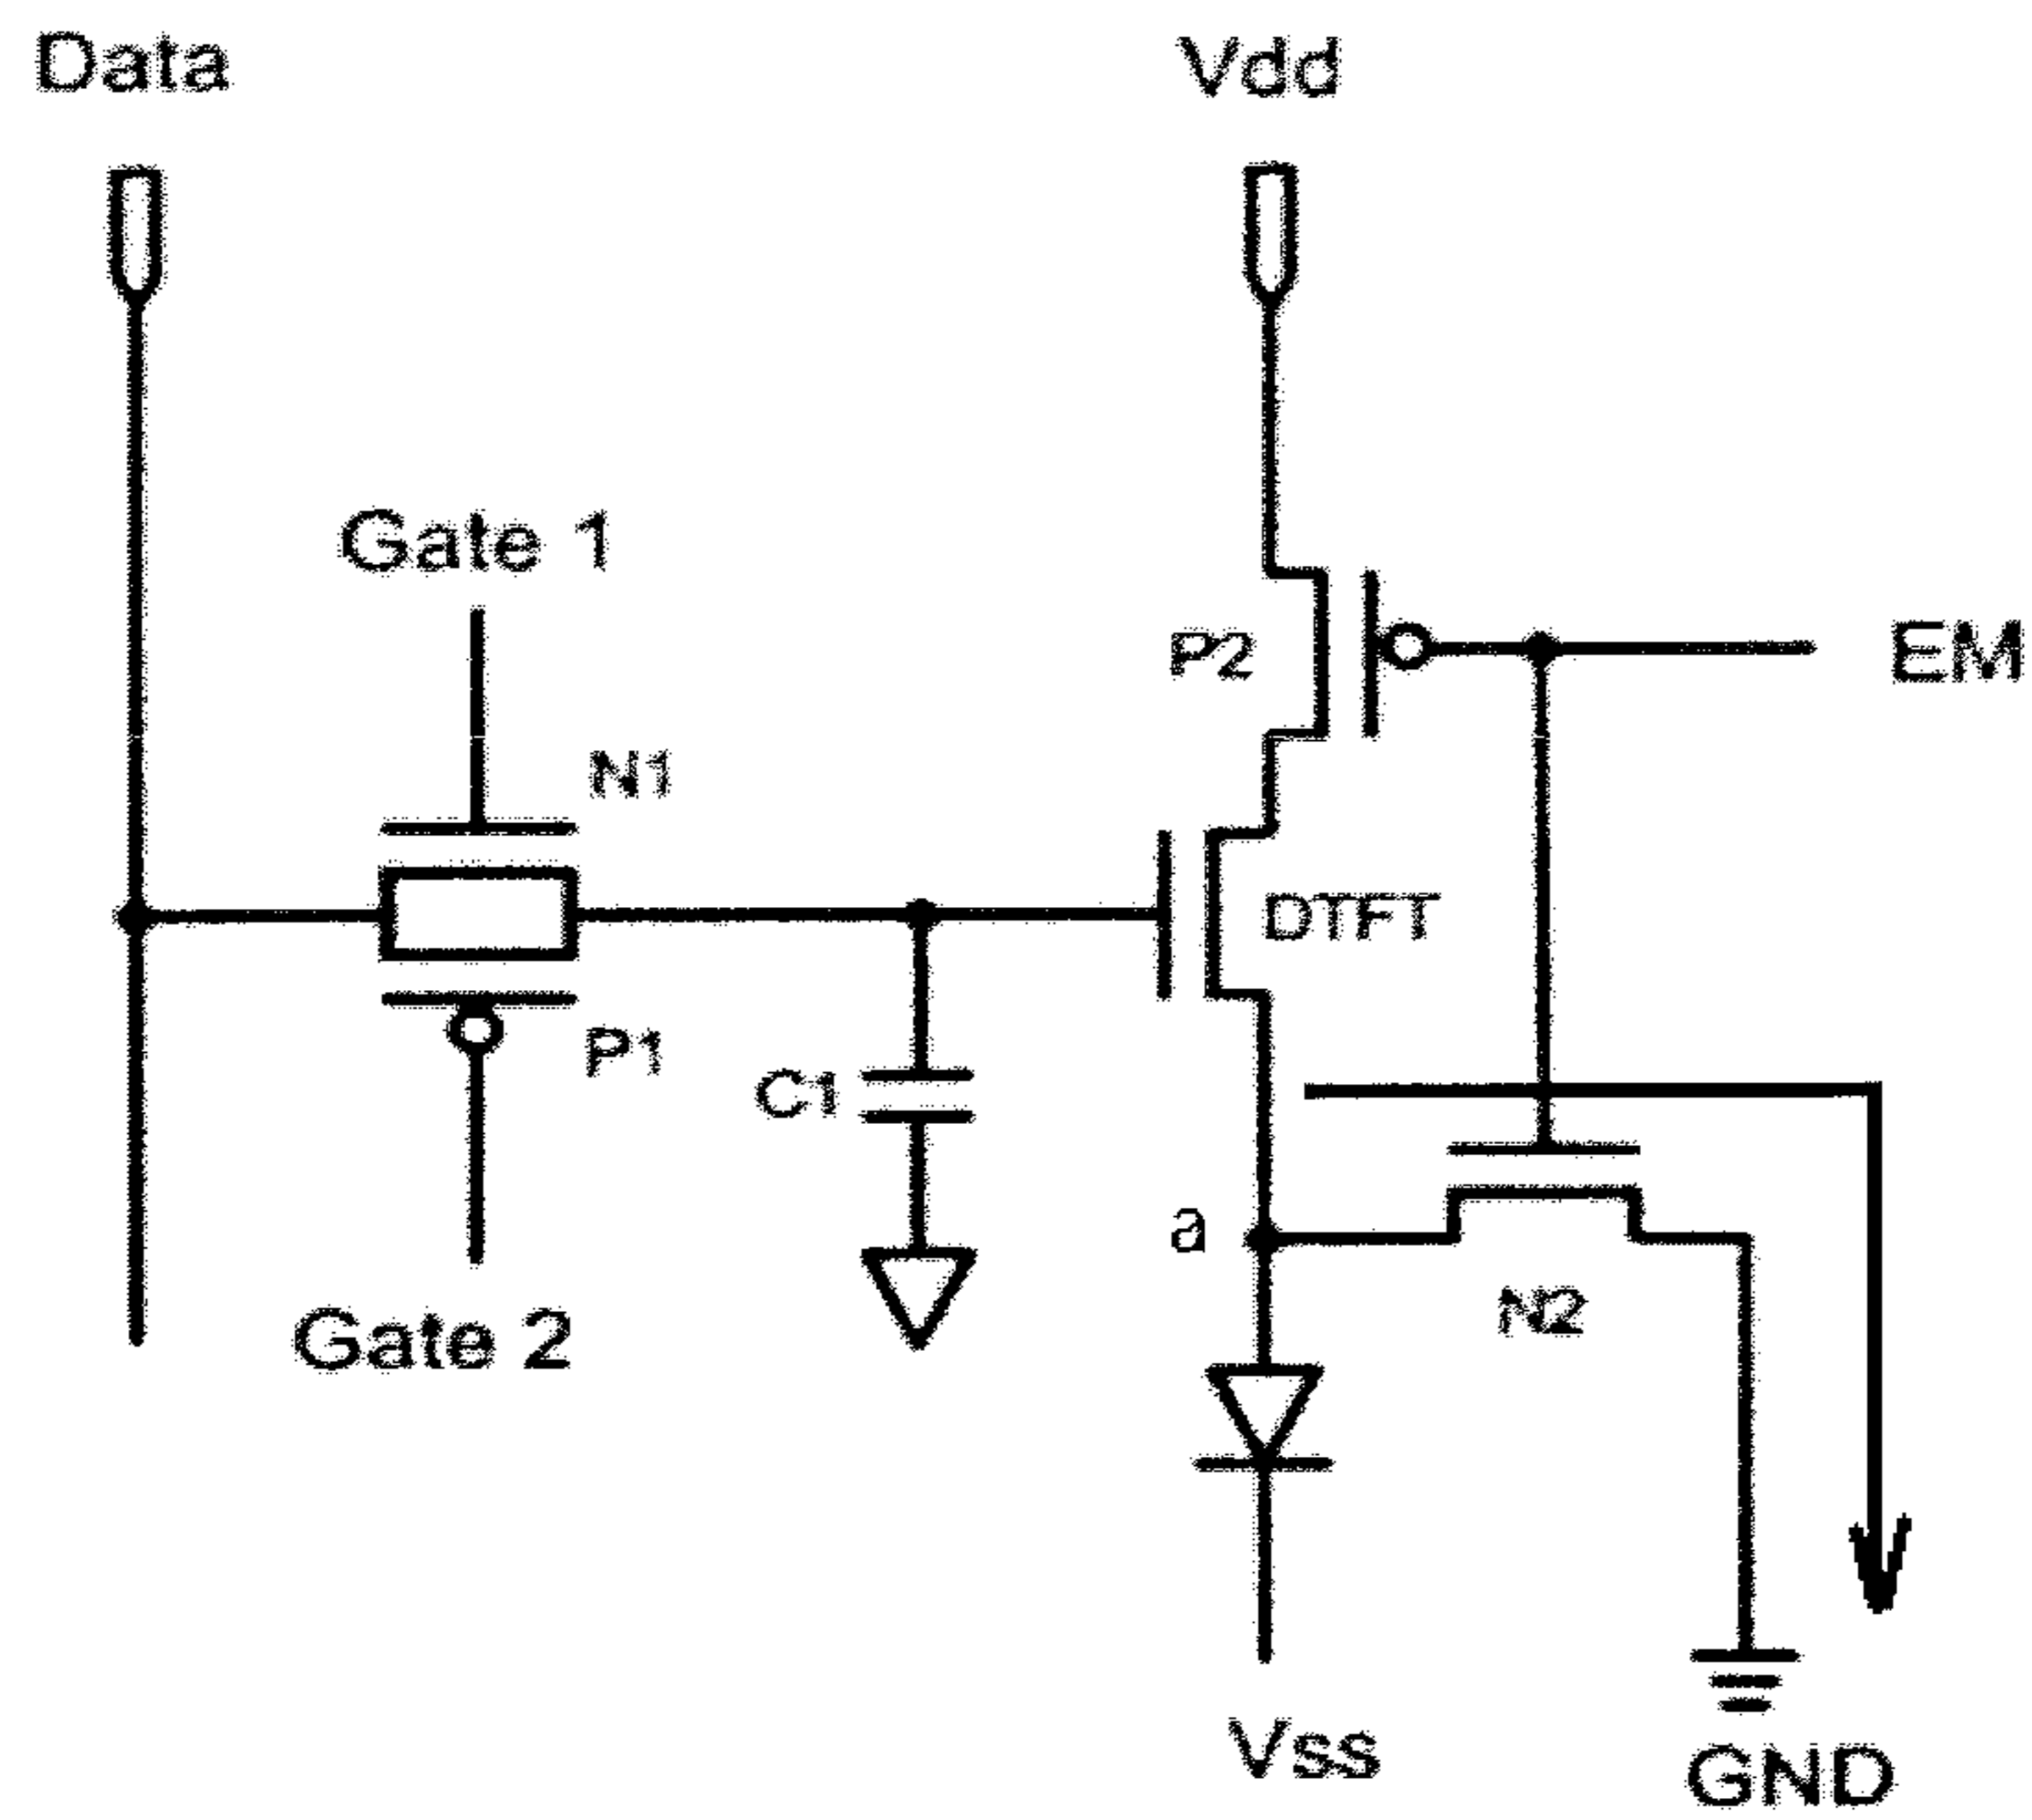 Data
Vdd
Gate 1
P2
EM
N1
DTFT
P1
C1
a
N2
Gate 2
Vss
GND